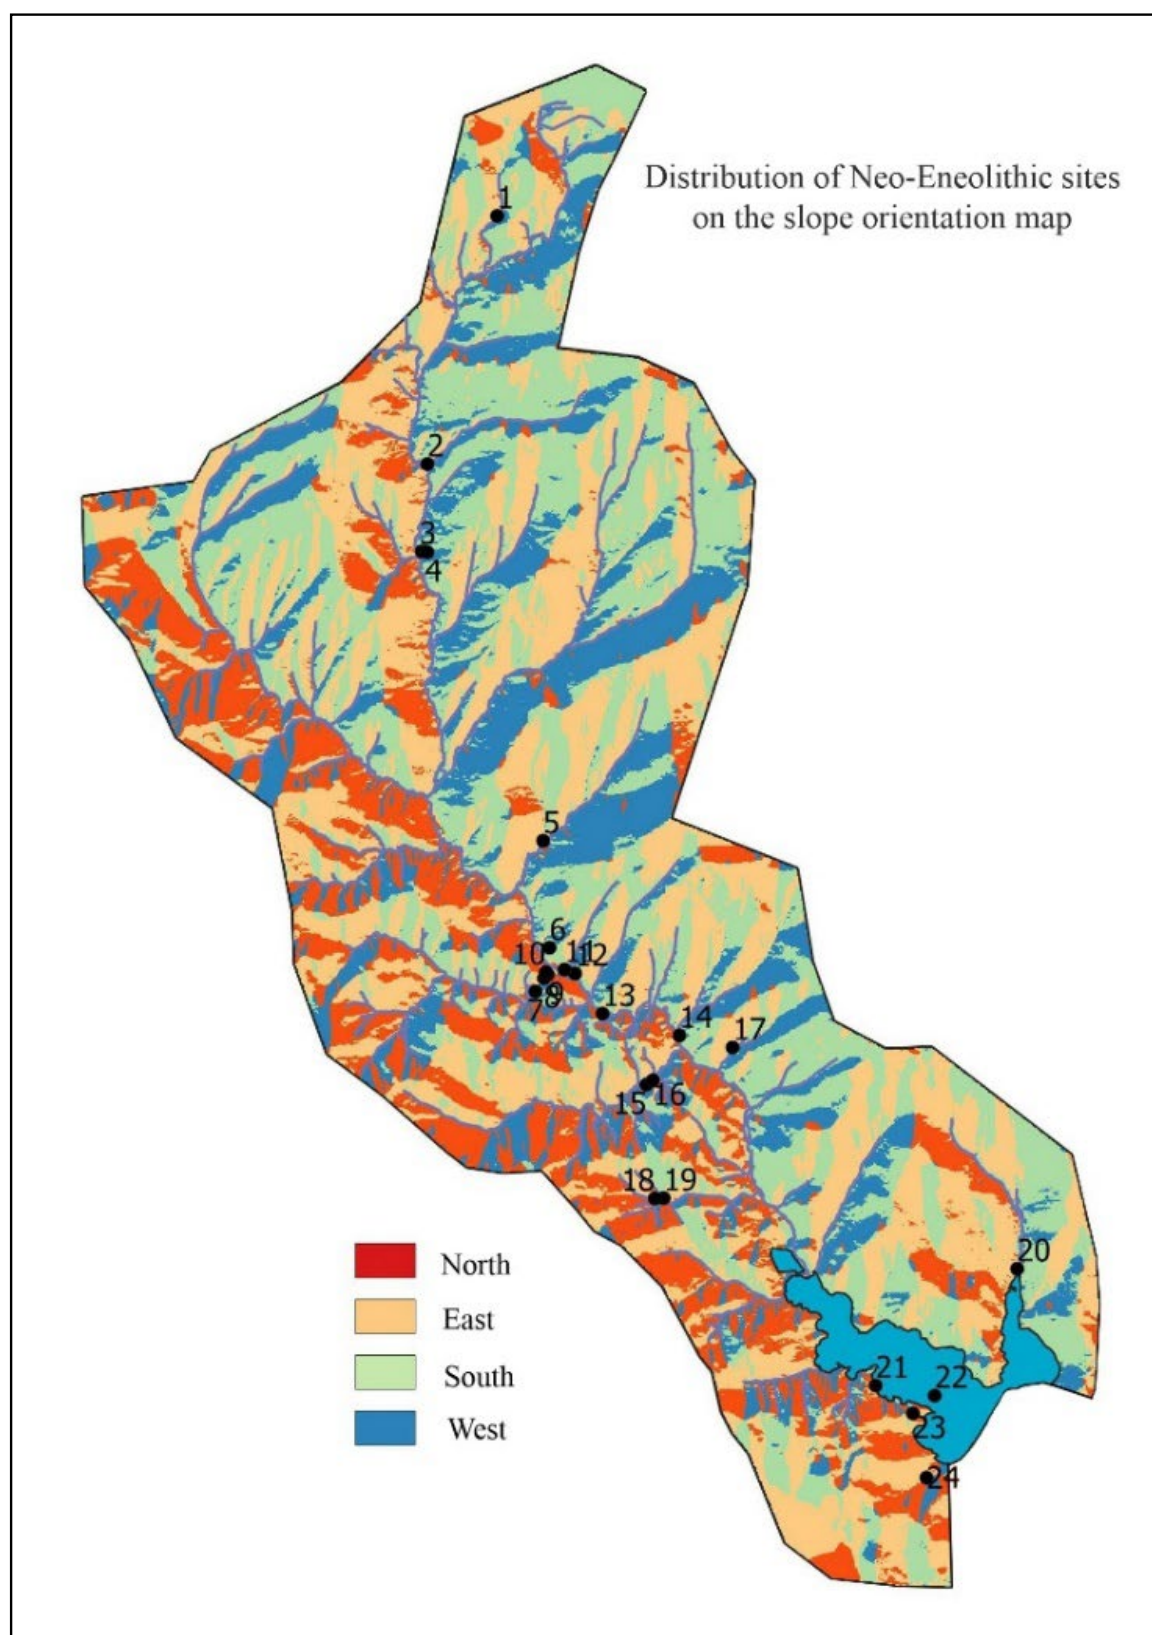 Distribution of Neo-Eneolithic sites
on the slope orientation map
1
2
3
4
5
6
10 11 12
7 8 9
13
14
17
15 16
18 19
20
21
22
23
24
North
East
South
West